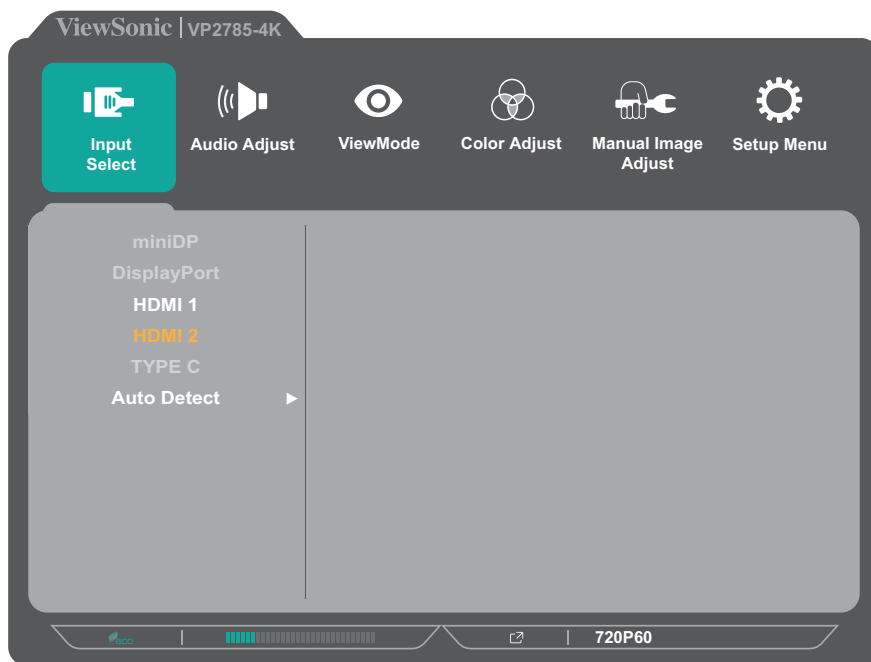 ViewSonic | VP2785-4K
Input Select
Audio Adjust
ViewMode
Color Adjust
Manual Image Adjust
Setup Menu
miniDP
DisplayPort
HDMI 1
HDMI 2
TYPE C
Auto Detect
eco
720P60